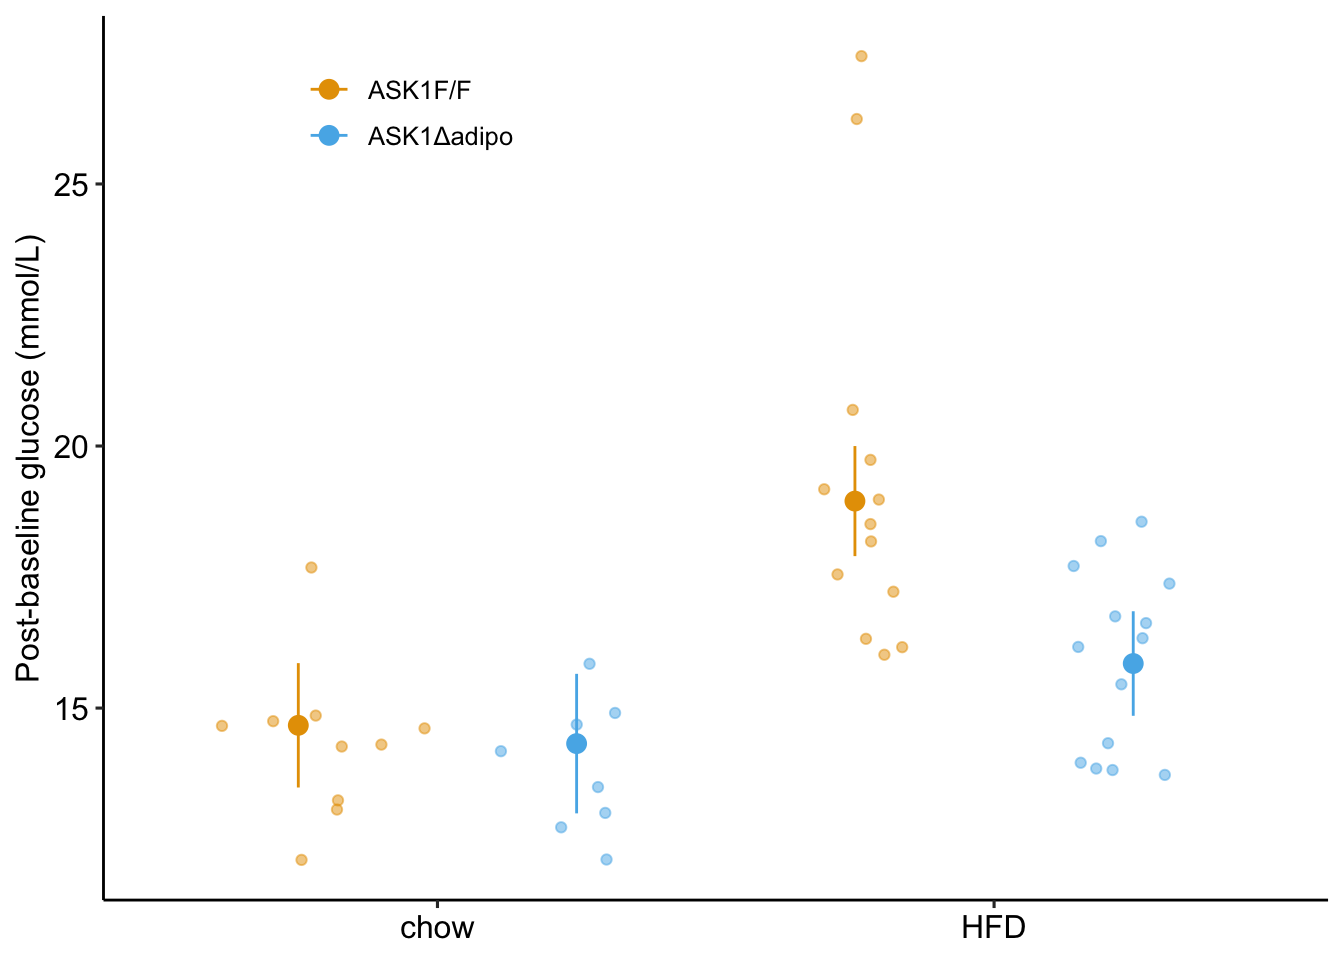 ASK1F/F
ASK1Δadipo
Post-baseline glucose (mmol/L)
25
20
15
chow
HFD